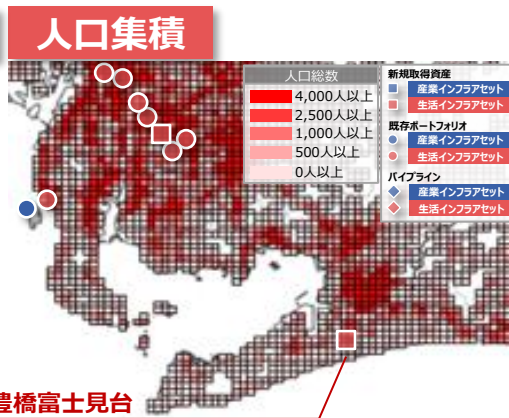 人口集積
人口総数
4,000人以上
2,500人以上
1,000人以上
500人以上
0人以上
新規取得資産
産業インフラアセット
生活インフラアセット
既存ポートフォリオ
産業インフラアセット
生活インフラアセット
パイプライン
産業インフラアセット
生活インフラアセット
豊橋富士見台